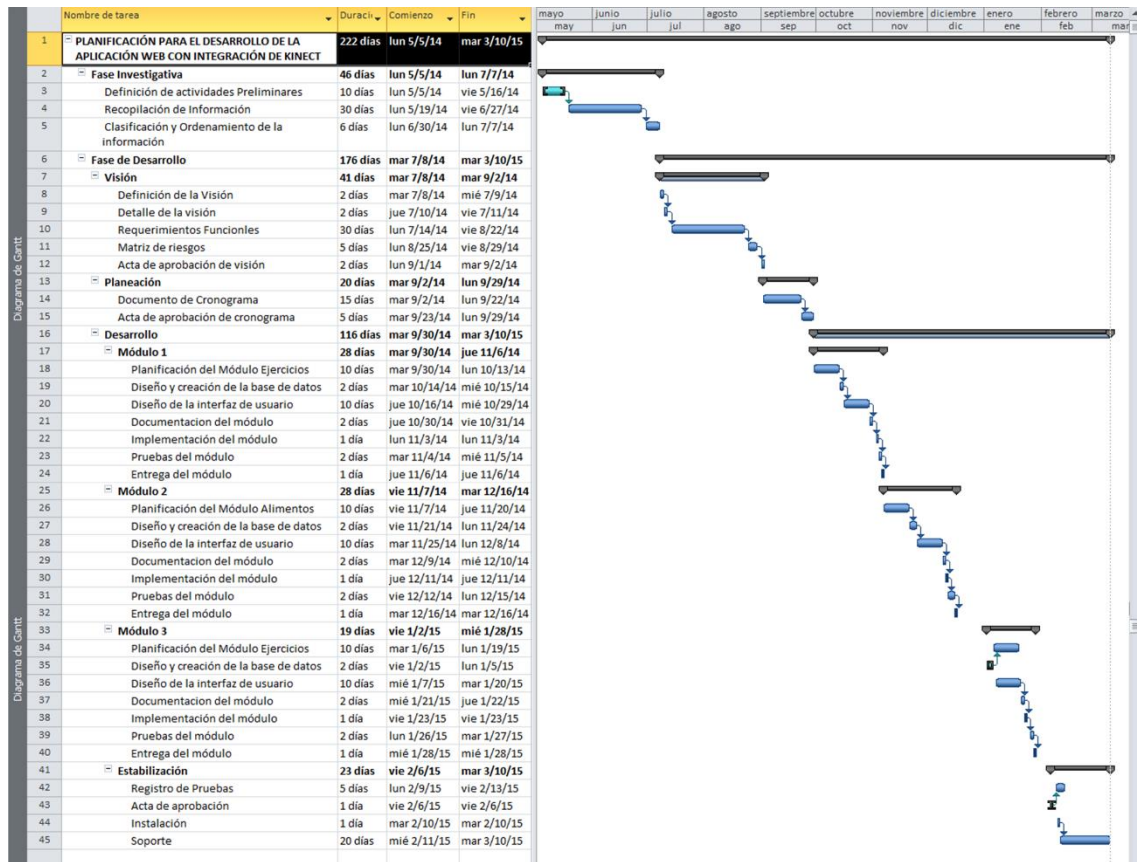 Nombre de tarea Duració Comienzo Fin mayo junio julio agosto septiembre octubre noviembre diciembre enero febrero marzo
may jun jul ago sep oct nov dic ene feb mar
1 PLANIFICACIÓN PARA EL DESARROLLO DE LA 222 días lun 5/5/14 mar 3/10/15
APLICACIÓN WEB CON INTEGRACIÓN DE KINECT
2 Fase Investigativa 46 días lun 5/5/14 lun 7/7/14
3 Definición de actividades Preliminares 10 días lun 5/5/14 vie 5/16/14
4 Recopilación de Información 30 días lun 5/19/14 vie 6/27/14
5 Clasificación y Ordenamiento de la 6 días lun 6/30/14 lun 7/7/14
información
6 Fase de Desarrollo 176 días mar 7/8/14 mar 3/10/15
7 Visión 41 días mar 7/8/14 mar 9/2/14
8 Definición de la Visión 2 días mar 7/8/14 mié 7/9/14
9 Detalle de la visión 2 días jue 7/10/14 vie 7/11/14
10 Requerimientos Funcionles 30 días lun 7/14/14 vie 8/22/14
11 Matriz de riesgos 5 días lun 8/25/14 vie 8/29/14
12 Acta de aprobación de visión 2 días lun 9/1/14 mar 9/2/14
13 Planeación 20 días mar 9/2/14 lun 9/29/14
14 Documento de Cronograma 15 días mar 9/2/14 lun 9/22/14
15 Acta de aprobación de cronograma 5 días mar 9/23/14 lun 9/29/14
16 Desarrollo 116 días mar 9/30/14 mar 3/10/15
17 Módulo 1 28 días mar 9/30/14 jue 11/6/14
18 Planificación del Módulo Ejercicios 10 días mar 9/30/14 lun 10/13/14
19 Diseño y creación de la base de datos 2 días mar 10/14/14 mié 10/15/14
20 Diseño de la interfaz de usuario 10 días jue 10/16/14 mié 10/29/14
21 Documentacion del módulo 2 días jue 10/30/14 vie 10/31/14
22 Implementación del módulo 1 día lun 11/3/14 lun 11/3/14
23 Pruebas del módulo 2 días mar 11/4/14 mié 11/5/14
24 Entrega del módulo 1 día jue 11/6/14 jue 11/6/14
25 Módulo 2 28 días vie 11/7/14 mar 12/16/14
26 Planificación del Módulo Alimentos 10 días vie 11/7/14 jue 11/20/14
27 Diseño y creación de la base de datos 2 días vie 11/21/14 lun 11/24/14
28 Diseño de la interfaz de usuario 10 días mar 11/25/14 lun 12/8/14
29 Documentacion del módulo 2 días mar 12/9/14 mié 12/10/14
30 Implementación del módulo 1 día jue 12/11/14 jue 12/11/14
31 Pruebas del módulo 2 días vie 12/12/14 lun 12/15/14
32 Entrega del módulo 1 día mar 12/16/14 mar 12/16/14
33 Módulo 3 19 días vie 1/2/15 mié 1/28/15
34 Planificación del Módulo Ejercicios 10 días mar 1/6/15 lun 1/19/15
35 Diseño y creación de la base de datos 2 días vie 1/2/15 lun 1/5/15
36 Diseño de la interfaz de usuario 10 días mié 1/7/15 mar 1/20/15
37 Documentacion del módulo 2 días mié 1/21/15 jue 1/22/15
38 Implementación del módulo 1 día vie 1/23/15 vie 1/23/15
39 Pruebas del módulo 2 días lun 1/26/15 mar 1/27/15
40 Entrega del módulo 1 día mié 1/28/15 mié 1/28/15
41 Estabilización 23 días vie 2/6/15 mar 3/10/15
42 Registro de Pruebas 5 días lun 2/9/15 vie 2/13/15
43 Acta de aprobación 1 día vie 2/6/15 vie 2/6/15
44 Instalación 1 día mar 2/10/15 mar 2/10/15
45 Soporte 20 días mié 2/11/15 mar 3/10/15
Diagrama de Gantt
Diagrama de Gantt